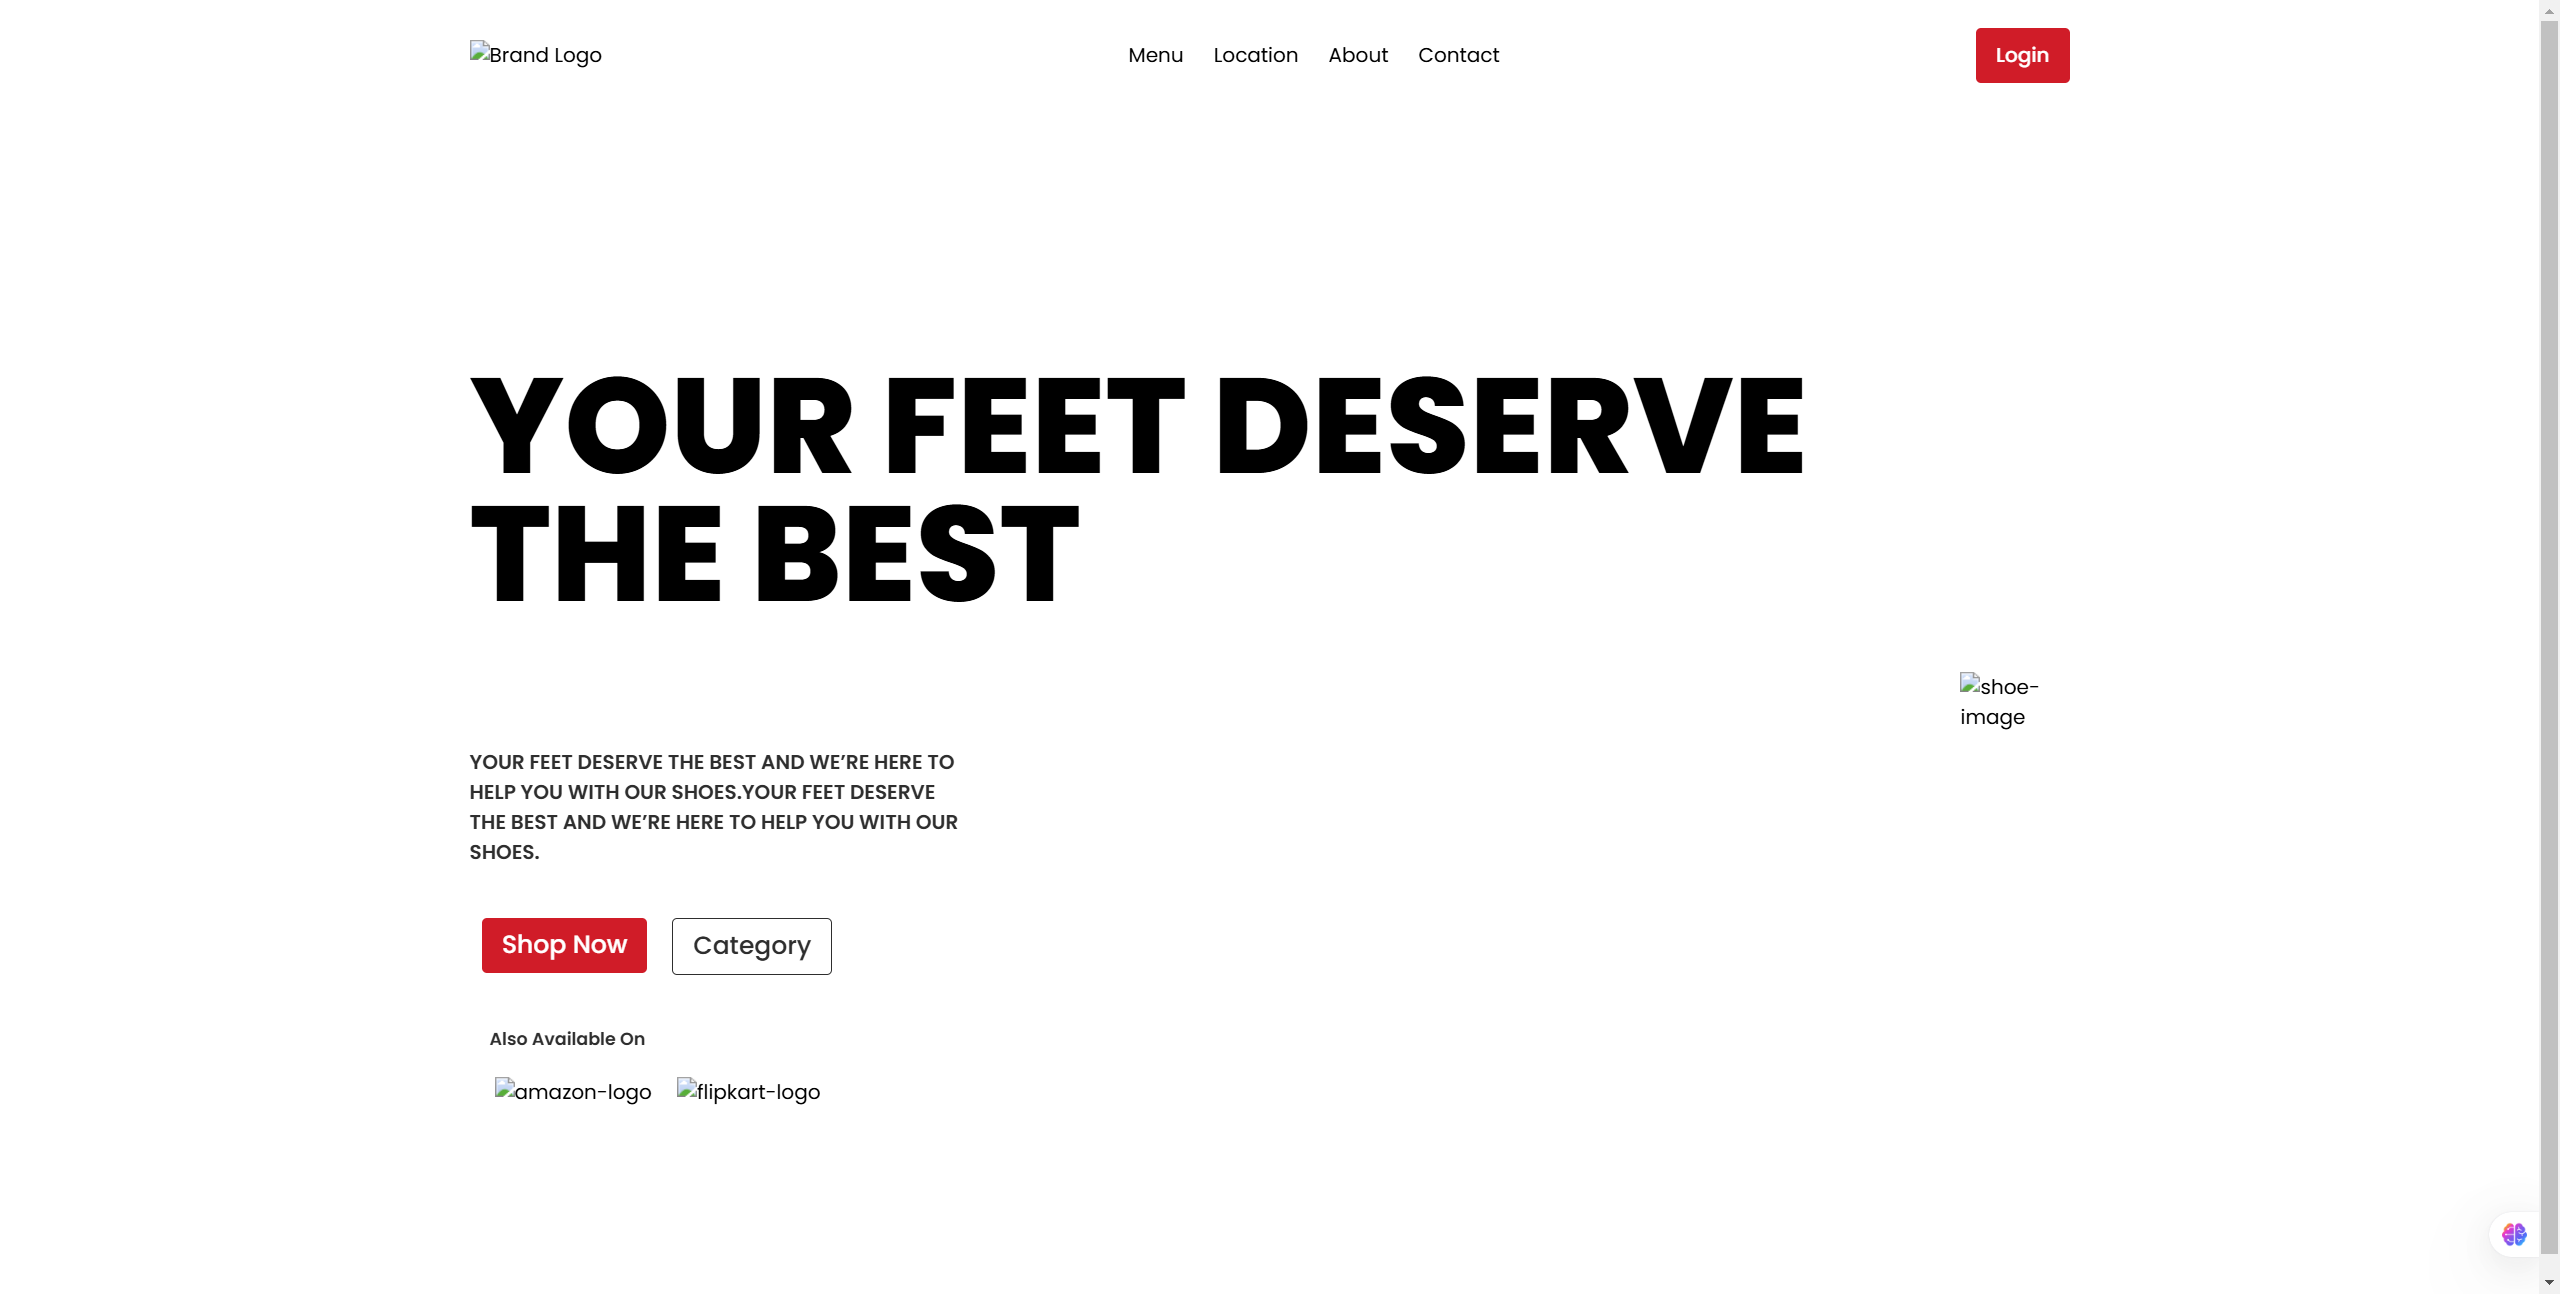 Brand Logo
Menu Location About Contact
Login
YOUR FEET DESERVE
THE BEST
shoe-
image
YOUR FEET DESERVE THE BEST AND WE’RE HERE TO
HELP YOU WITH OUR SHOES.YOUR FEET DESERVE
THE BEST AND WE’RE HERE TO HELP YOU WITH OUR
SHOES.
Shop Now
Category
Also Available On
amazon-logo
flipkart-logo